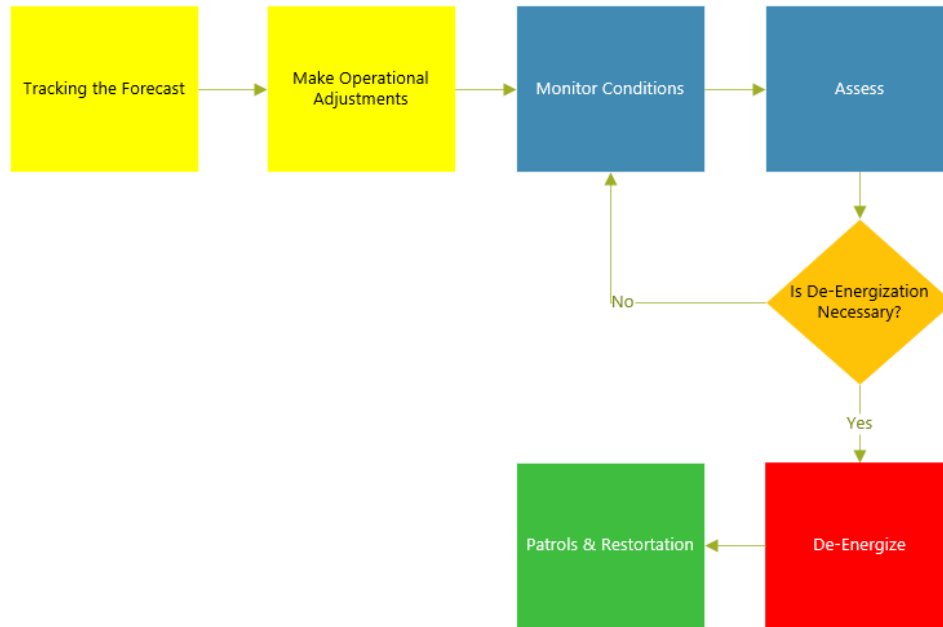 Tracking the Forecast
Make Operational
Adjustments
Monitor Conditions
Assess
Is De-Energization
Necessary?
No
Yes
Patrols & Restortation
De-Energize